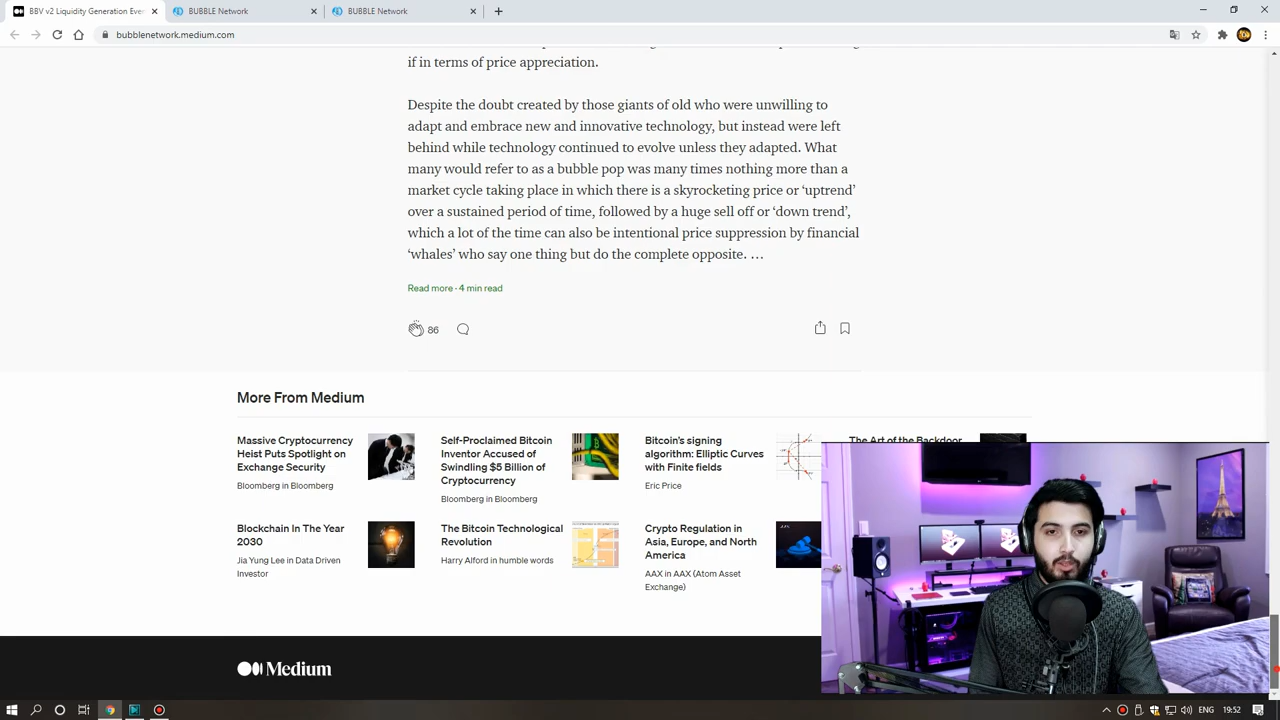 BBV v2 Liquidity Generation Eve
BUBBLE Network
BUBBLE Network
bubblenetwork.medium.com
if in terms of price appreciation.
Despite the doubt created by those giants of old who were unwilling to
adapt and embrace new and innovative technology, but instead were left
behind while technology continued to evolve unless they adapted. What
many would refer to as a bubble pop was many times nothing more than a
market cycle taking place in which there is a skyrocketing price or ‘uptrend’
over a sustained period of time, followed by a huge sell off or ‘down trend’,
which a lot of the time can also be intentional price suppression by financial
‘whales’ who say one thing but do the complete opposite. …
Read more · 4 min read
86
More From Medium
Massive Cryptocurrency
Heist Puts Spotlight on
Exchange Security
Bloomberg in Bloomberg
Self-Proclaimed Bitcoin
Inventor Accused of
Swindling $5 Billion of
Cryptocurrency
Bloomberg in Bloomberg
Bitcoin’s signing
algorithm: Elliptic Curves
with Finite fields
Eric Price
The Art of the Backdoor
Blockchain In The Year
2030
Jia Yung Lee in Data Driven
Investor
The Bitcoin Technological
Revolution
Harry Alford in humble words
Crypto Regulation in
Asia, Europe, and North
America
AAX in AAX (Atom Asset
Exchange)
Medium
ENG
19:52